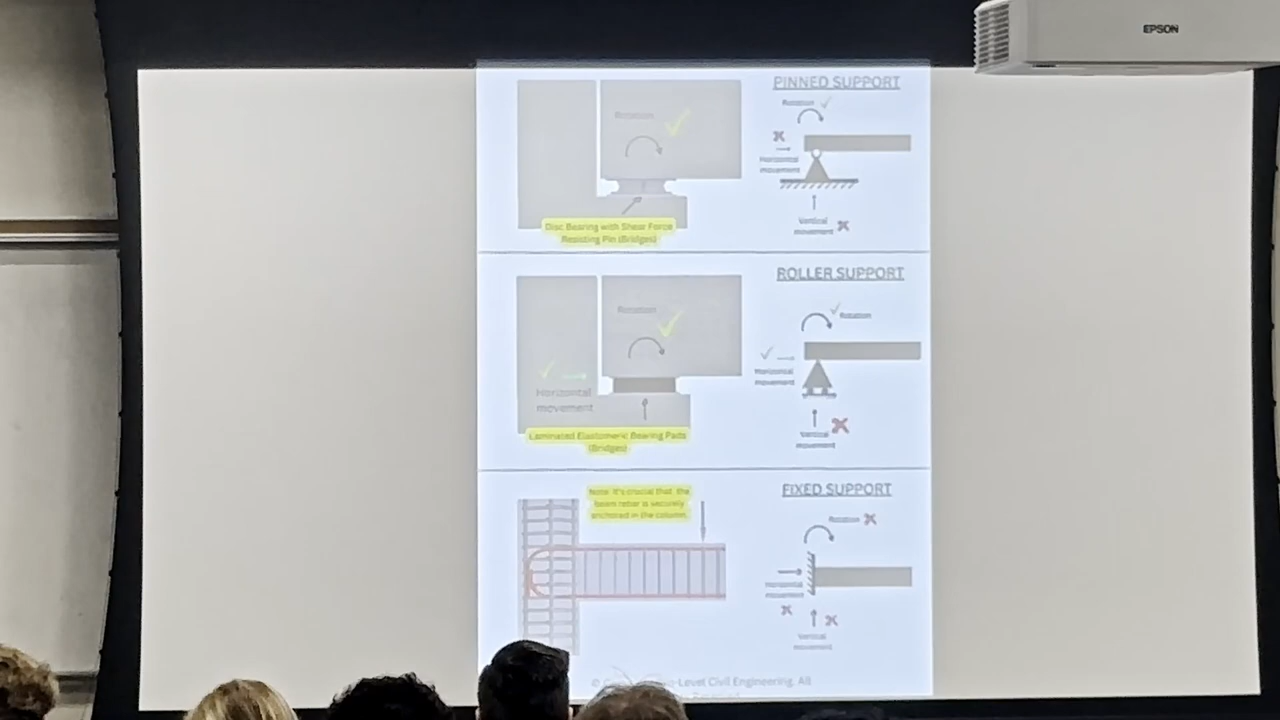 EPSON
PINNED SUPPORT
Rotation
Rotation
Horizontal
movement
Vertical
movement
Disc Bearing with Shear Force
Resisting Pin (Bridges)
ROLLER SUPPORT
Rotation
Rotation
Horizontal
movement
Horizontal
movement
Vertical
movement
Laminated Elastomeric Bearing Pads
(Bridges)
FIXED SUPPORT
Note: It's crucial that the
beam rebar is securely
anchored in the column.
Rotation
Horizontal
movement
Vertical
movement
©
-Level Civil Engineering. All